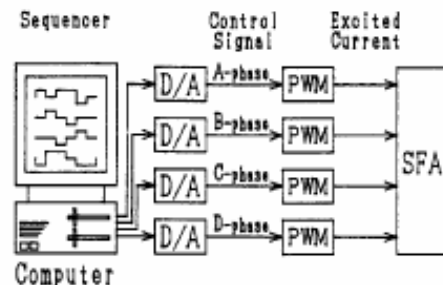 Sequencer
Control Signal
Excited Current
D/A
A-phase
PWM
D/A
B-phase
PWM
D/A
C-phase
PWM
D/A
D-phase
PWM
SFA
Computer